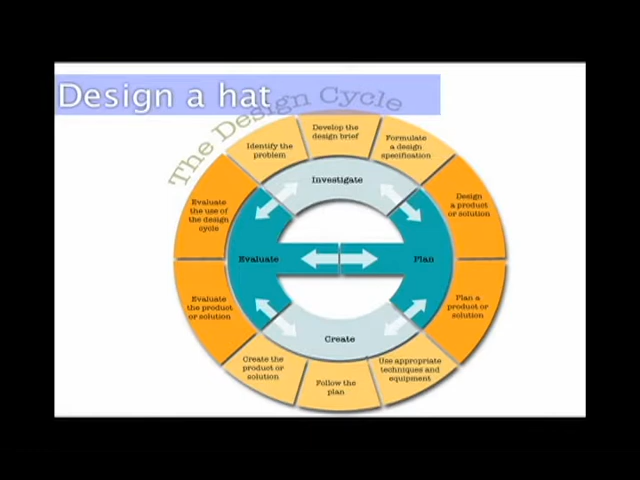 Design a hat
The Design Cycle
Identify the
problem
Develop the
design brief
Formulate
a design
specification
Investigate
Evaluate
the use of
the design
cycle
Design
a product
or solution
Evaluate
Plan
Evaluate
the product
or solution
Plan a
product or
solution
Create
Create the
product or
solution
Follow the
plan
Use appropriate
techniques and
equipment